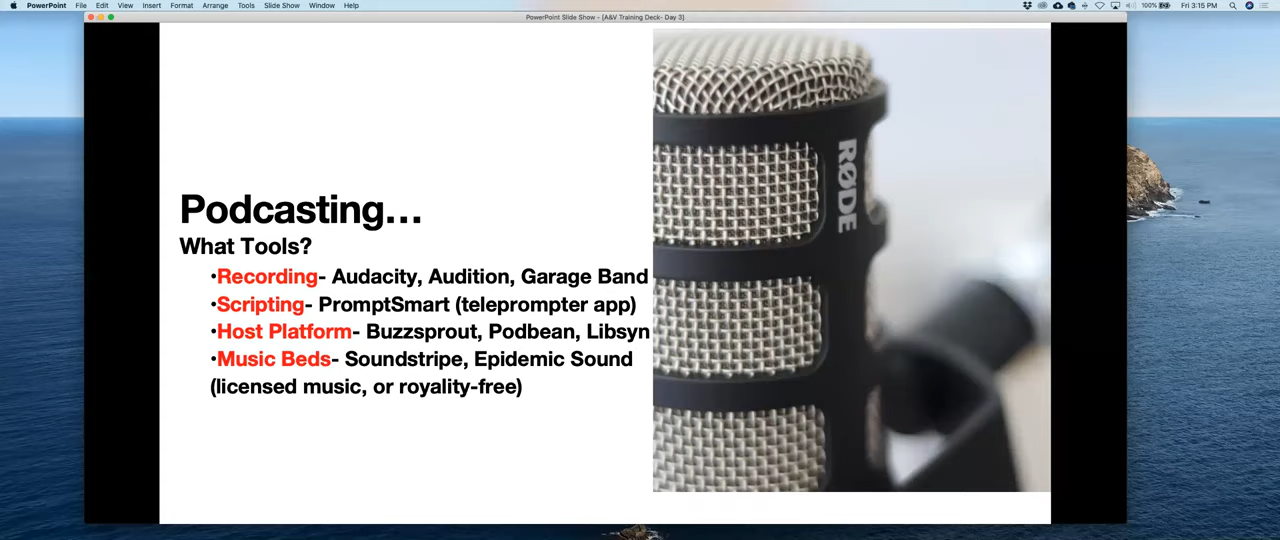 PowerPoint File Edit View Insert Format Arrange Tools Slide Show Window Help 100% Fri 3:15 PM
PowerPoint Slide Show - [A&V Training Deck- Day 3]
Podcasting…
What Tools?
•Recording- Audacity, Audition, Garage Band
•Scripting- PromptSmart (teleprompter app)
•Host Platform- Buzzsprout, Podbean, Libsyn
•Music Beds- Soundstripe, Epidemic Sound
(licensed music, or royality-free)
RØDE